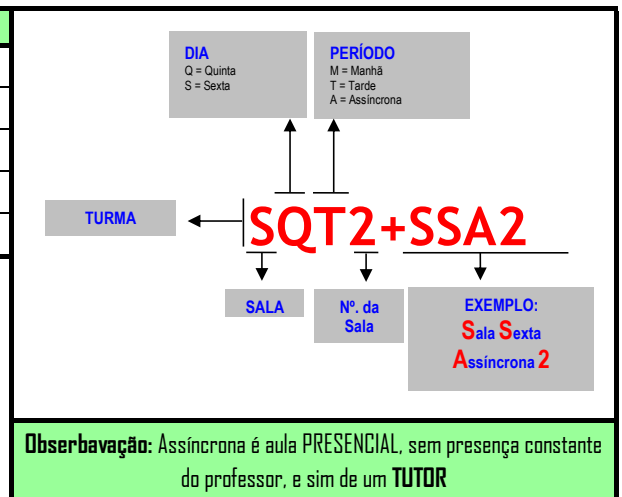 DIA
Q = Quinta
S = Sexta
PERÍODO
M = Manhã
T = Tarde
A = Assíncrona
TURMA
SQT2+SSA2
SALA
Nº. da
Sala
EXEMPLO:
Sala Sexta
Assíncrona 2
Obserbavação: Assíncrona é aula PRESENCIAL, sem presença constante
do professor, e sim de um TUTOR